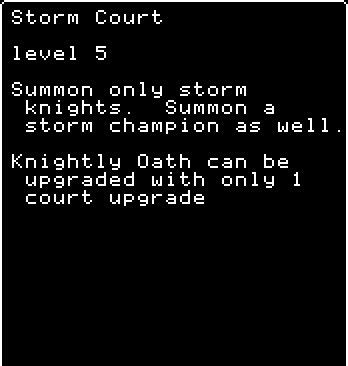 Storm Court
level 5
Summon only storm
knights. Summon a
storm champion as well.
Knightly Oath can be
upgraded with only 1
court upgrade